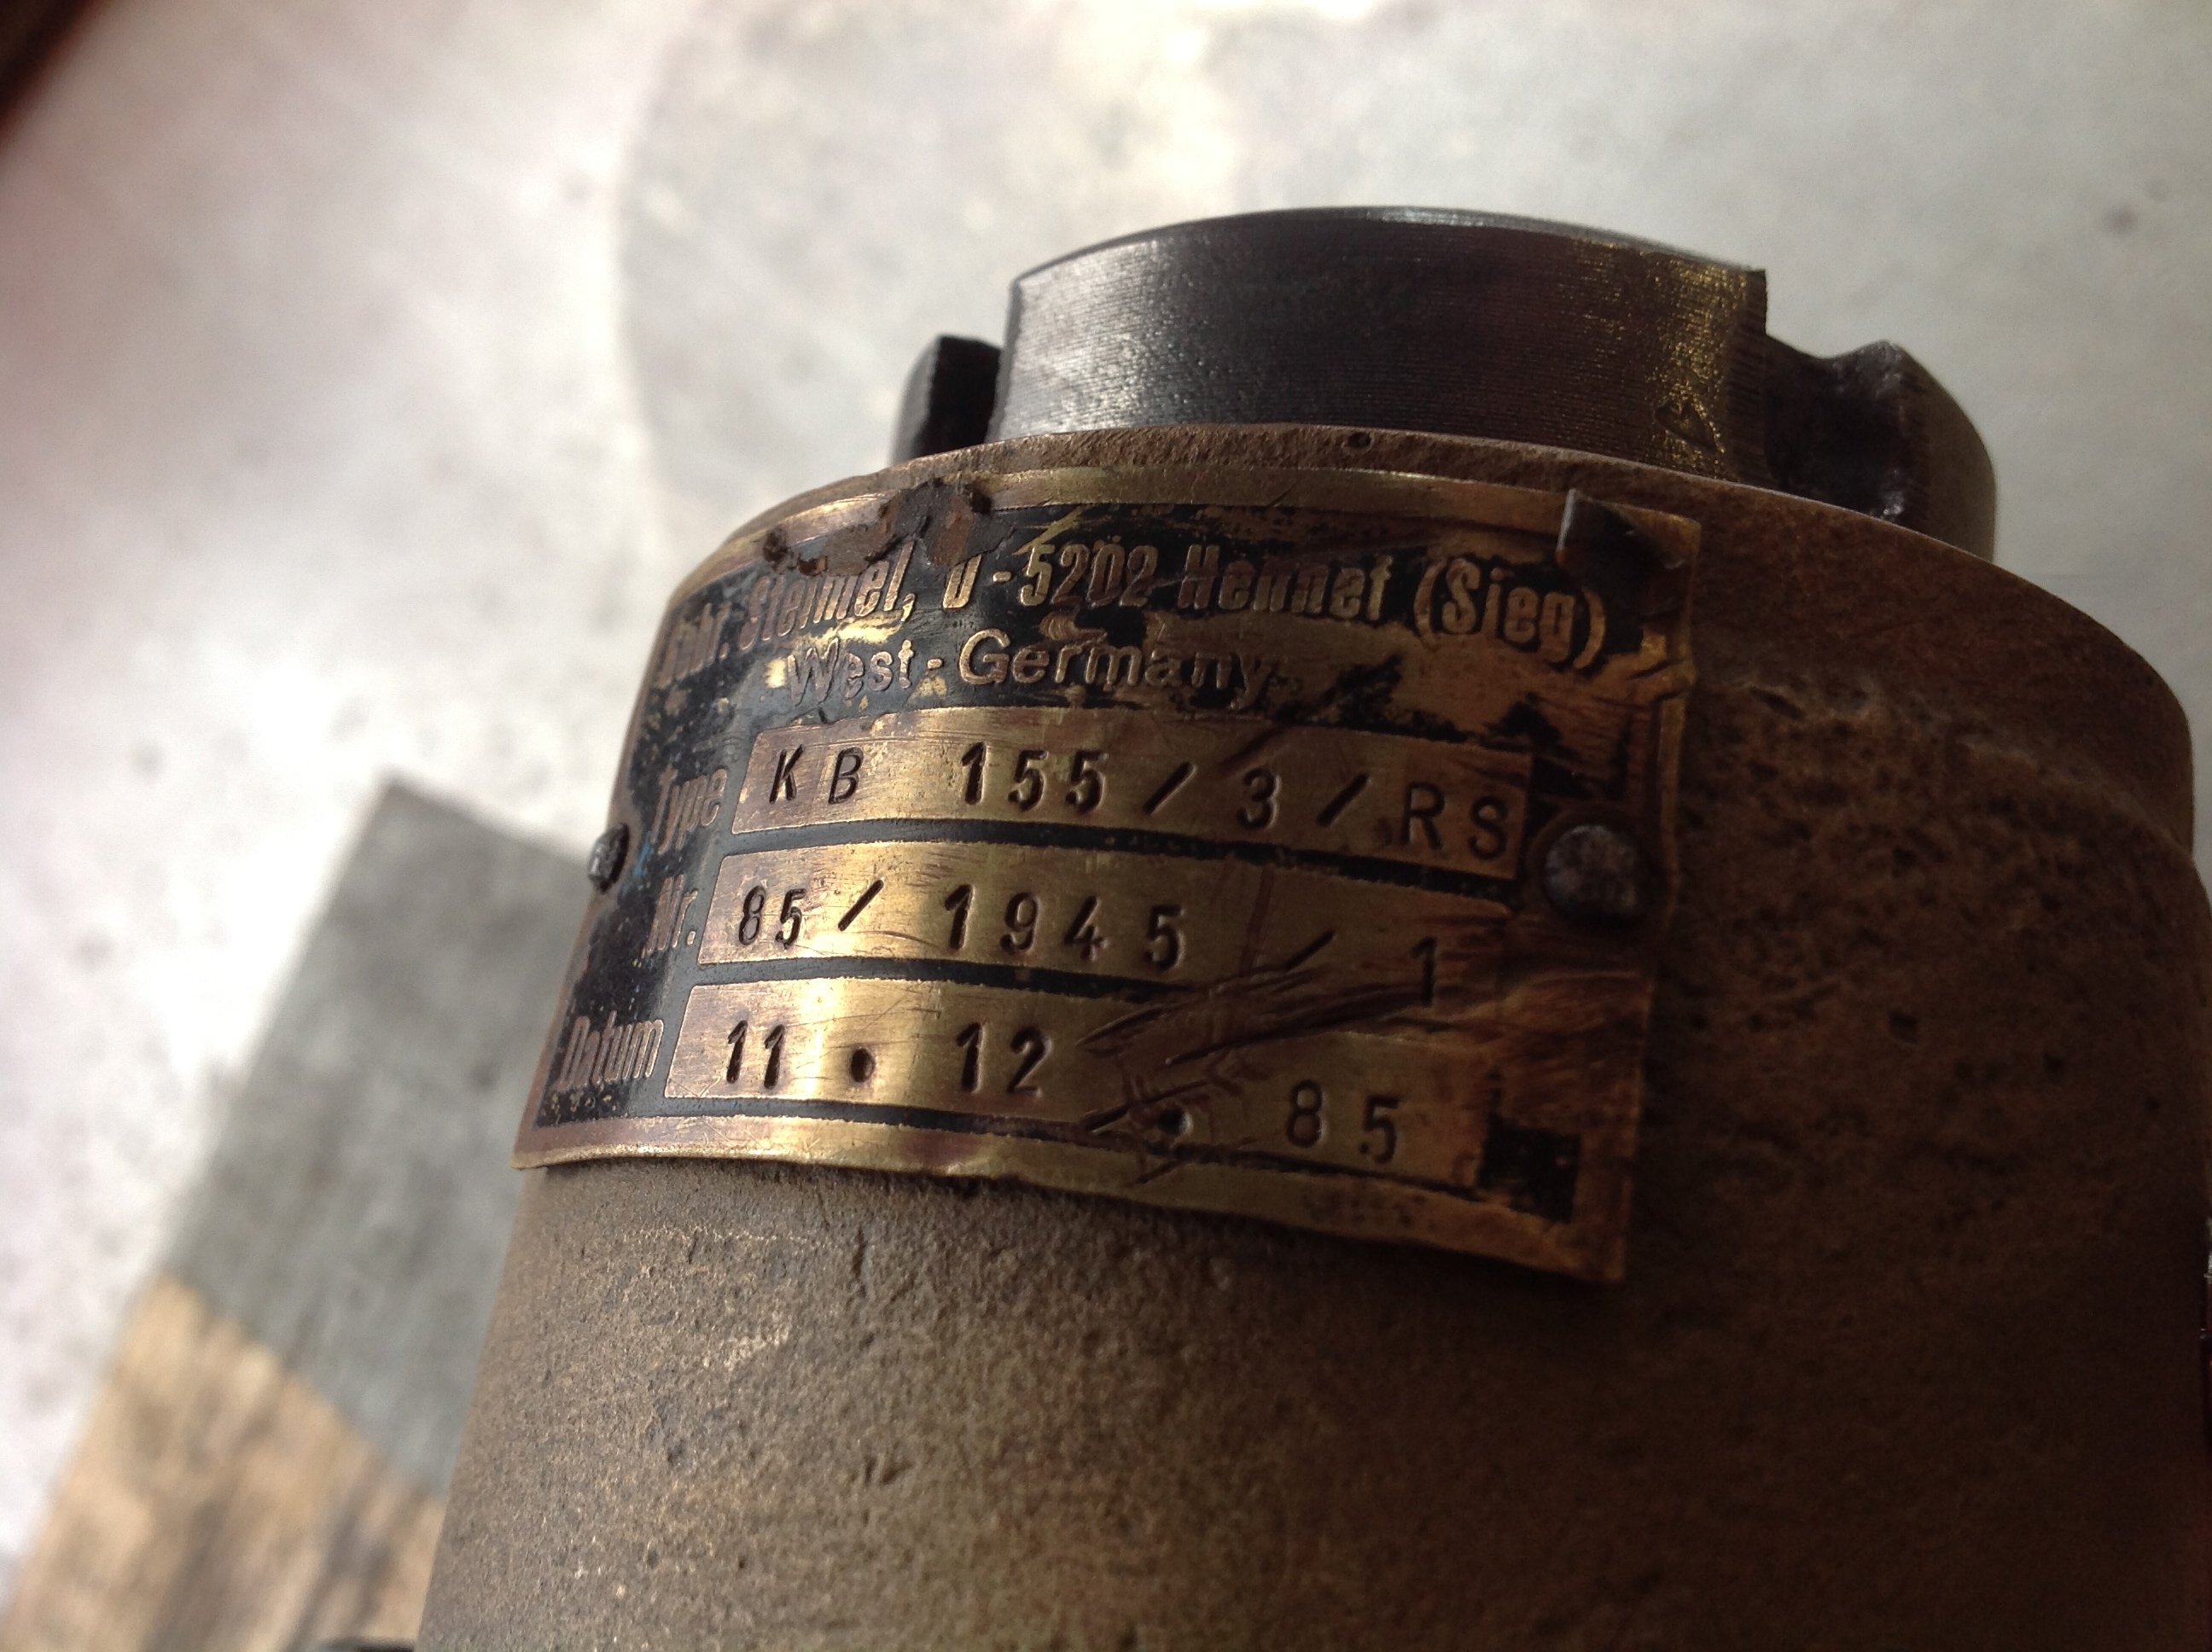 Gebr. Steimel, D-5202 Hennef (Sieg)
West-Germany
Type KB 155/3/RS
Nr. 85/1945/1
Datum 11.12.85